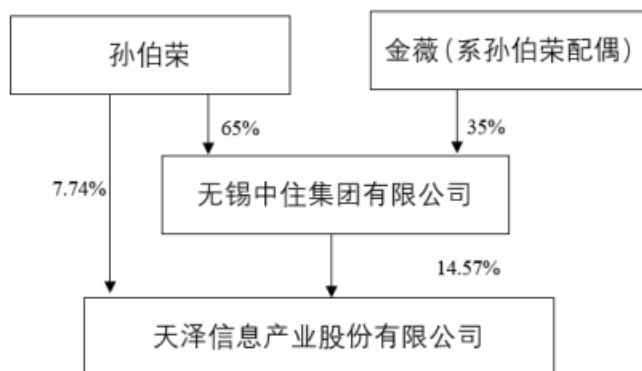 孙伯荣
金薇（系孙伯荣配偶）
65%
35%
7.74%
无锡中住集团有限公司
14.57%
天泽信息产业股份有限公司